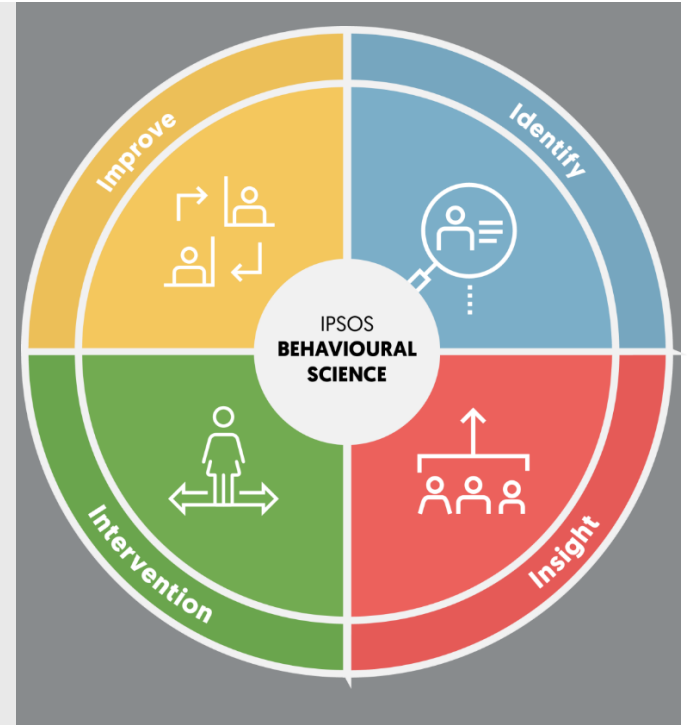 Improve
Identify
IPSOS
BEHAVIOURAL
SCIENCE
Intervention
Insight